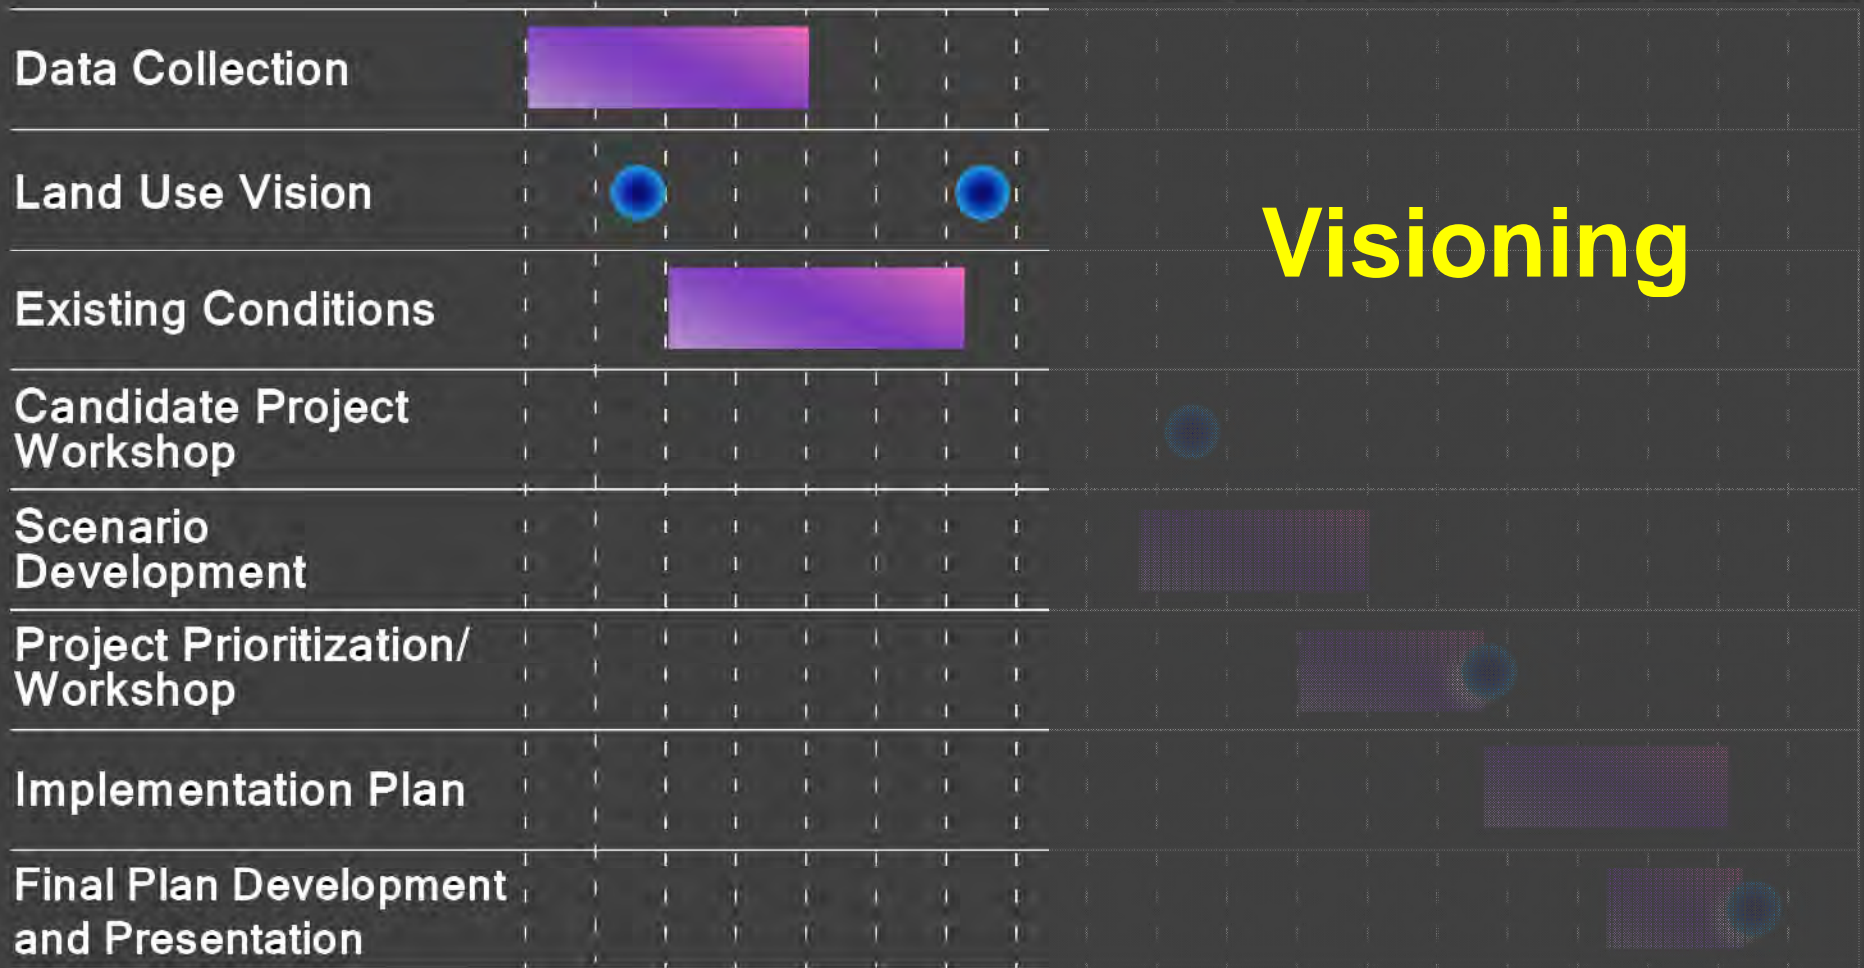 Data Collection
Land Use Vision
Visioning
Existing Conditions
Candidate Project
Workshop
Scenario
Development
Project Prioritization/
Workshop
Implementation Plan
Final Plan Development
and Presentation